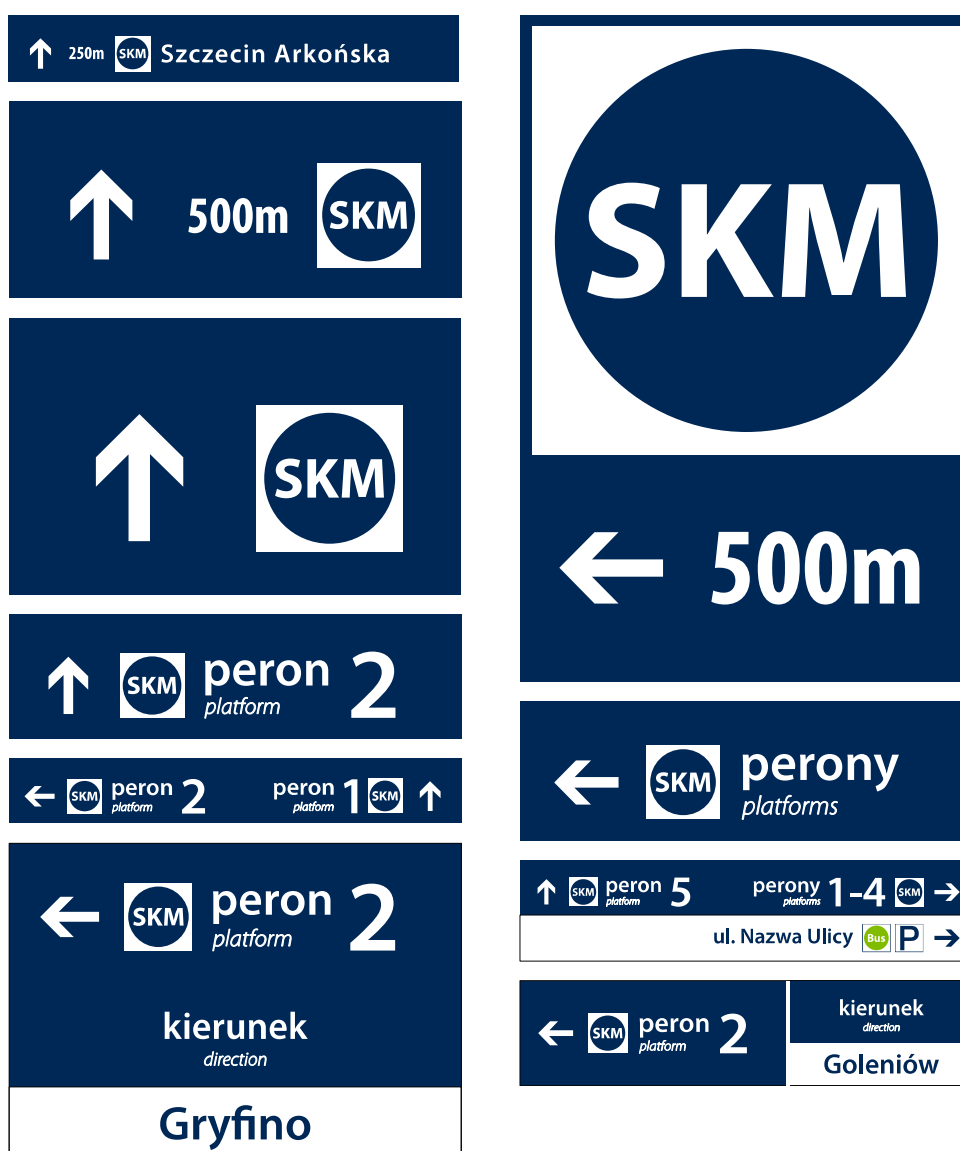 250m SKM Szczecin Arkońska
500m SKM
SKM
SKM peron 2
platform
SKM peron 2 peron 1 SKM
platform platform
SKM peron 2
platform
kierunek
direction
Gryfino
SKM
500m
SKM perony
platforms
SKM peron 5 perony 1-4 SKM
platform platforms
ul. Nazwa Ulicy Bus P
SKM peron 2
platform
kierunek
direction
Goleniów